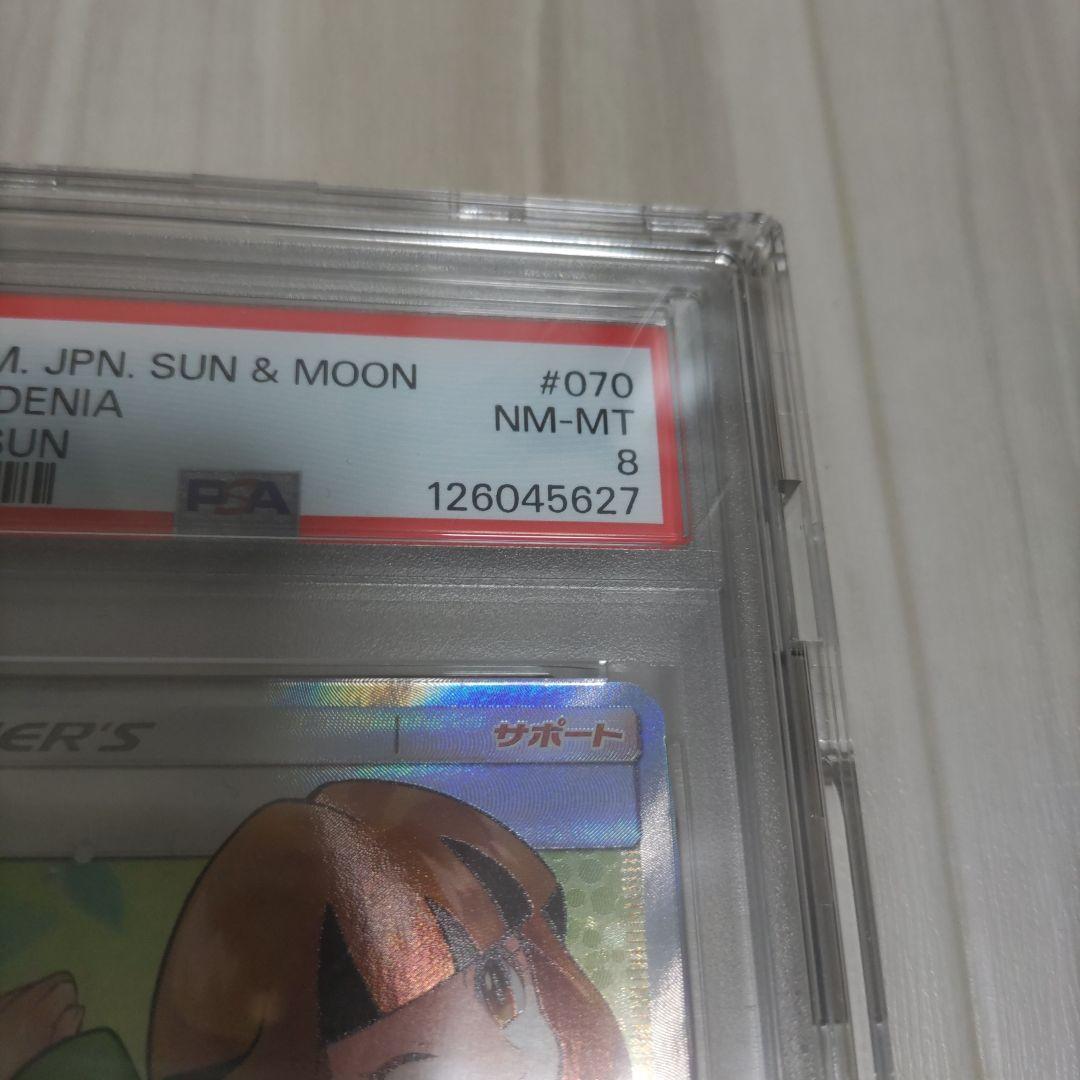 M. JPN. SUN & MOON #070
DENIA NM-MT
SUN 8
PSA 126045627
ER'S サポート